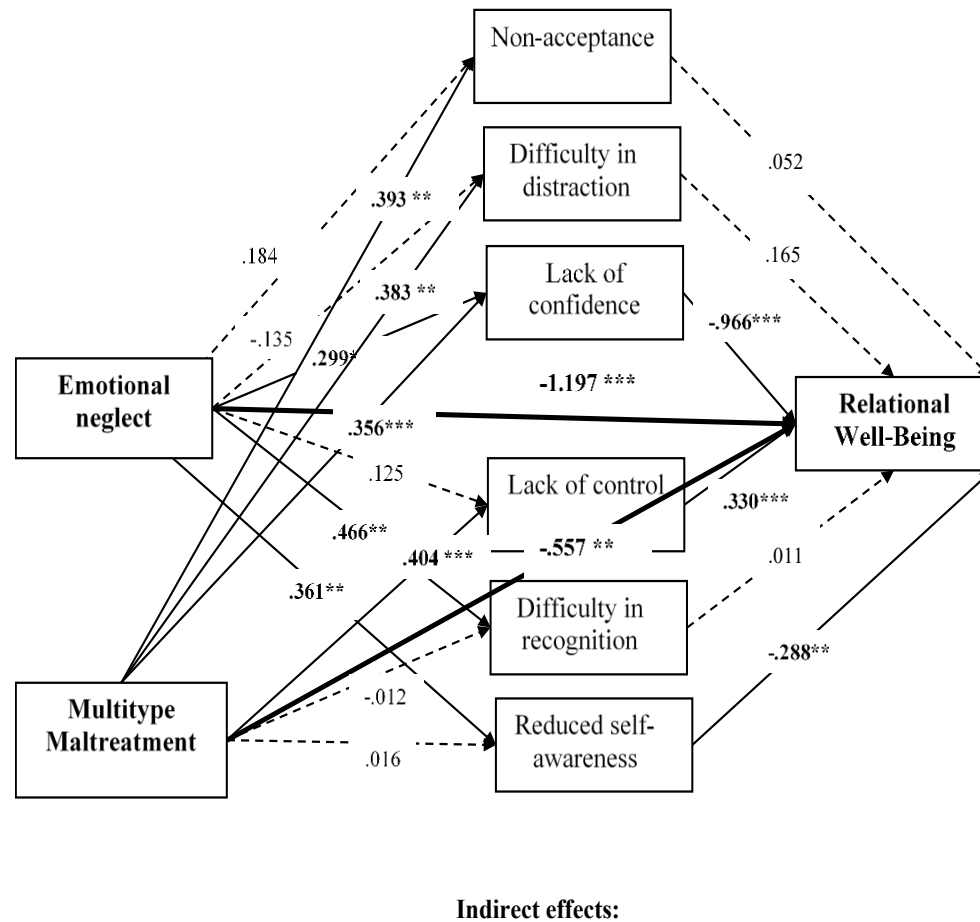 Non-acceptance
Difficulty in
distraction
.052
.393 **
.184
.165
Lack of
confidence
.383 **
-.135
.299*
-.966***
-1.197 ***
Emotional
neglect
Relational
Well-Being
.356***
.125
Lack of control
.330***
.466**
.404 ***
-.557 **
.011
.361**
Difficulty in
recognition
-.288**
-.012
Multitype
Maltreatment
Reduced self-
awareness
.016
Indirect effects: